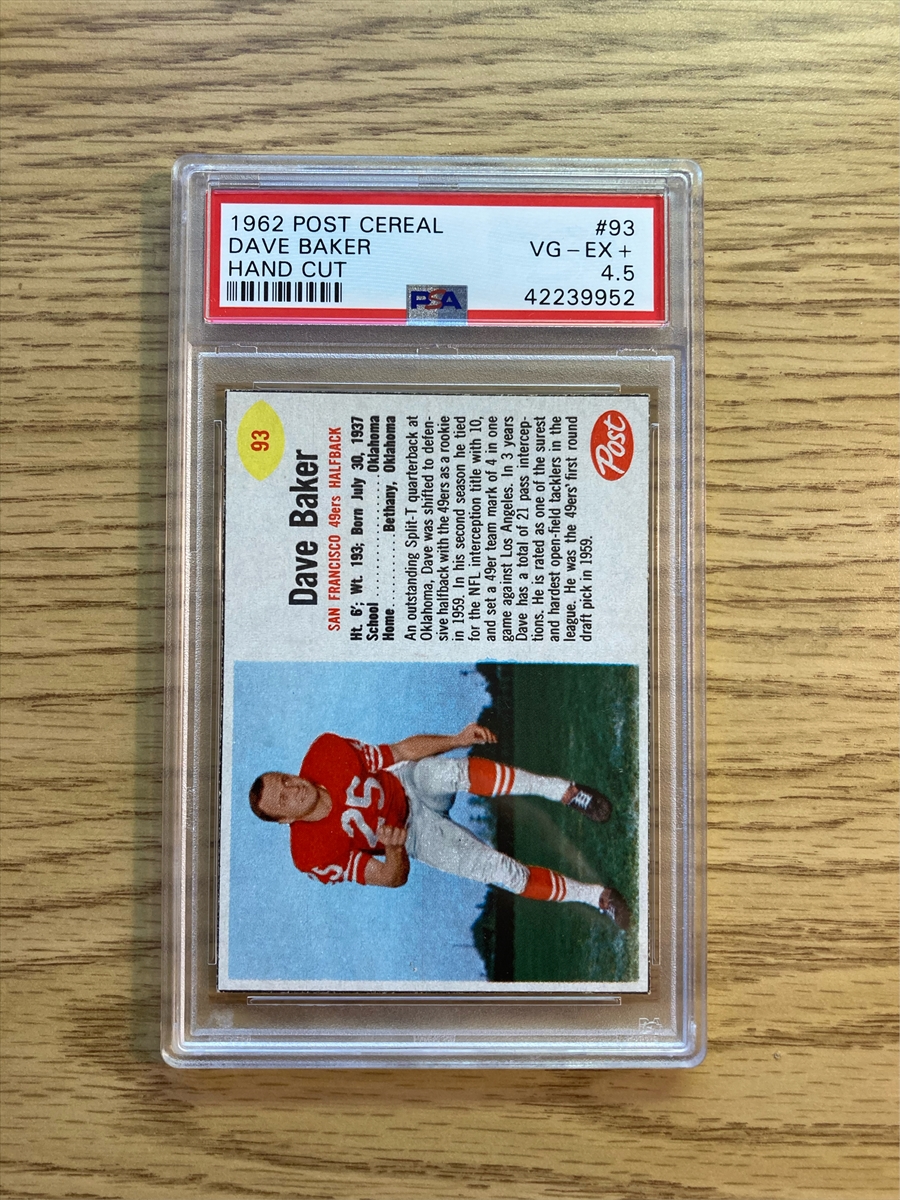 1962 POST CEREAL #93
DAVE BAKER VG - EX +
HAND CUT 4.5
42239952
PSA
93
Dave Baker
SAN FRANCISCO 49ers HALFBACK
Ht. 6'; Wt. 193; Born July 30, 1937
School .................... Oklahoma
Home ........... Bethany, Oklahoma
An outstanding Split-T quarterback at
Oklahoma, Dave was shifted to defen-
sive halfback with the 49ers as a rookie
in 1959. In his second season he tied
for the NFL interception title with 10,
and set a 49er team mark of 4 in one
game against Los Angeles. In 3 years
Dave has a total of 21 pass intercep-
tions. He is rated as one of the surest
and hardest open-field tacklers in the
league. He was the 49ers' first round
draft pick in 1959.
Post
25